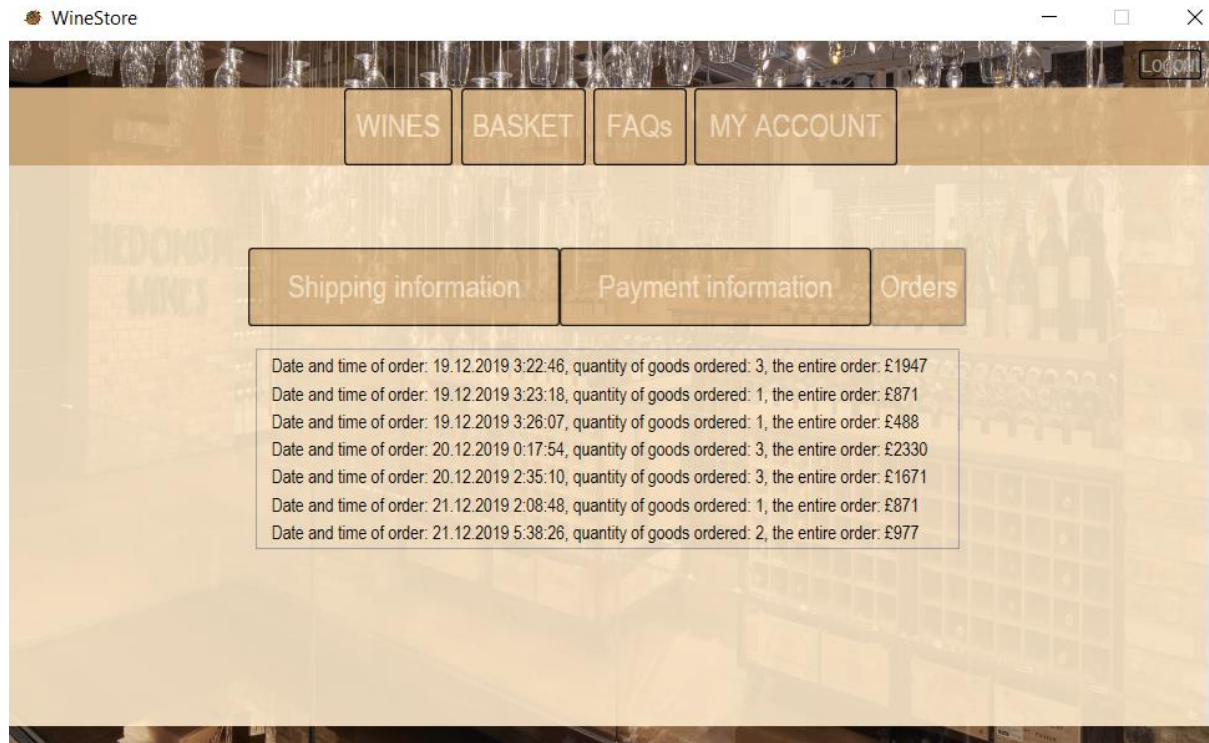 WineStore
Logout
WINES BASKET FAQs MY ACCOUNT
HEDONISM
WINES
Shipping information Payment information Orders
Date and time of order: 19.12.2019 3:22:46, quantity of goods ordered: 3, the entire order: £1947
Date and time of order: 19.12.2019 3:23:18, quantity of goods ordered: 1, the entire order: £871
Date and time of order: 19.12.2019 3:26:07, quantity of goods ordered: 1, the entire order: £488
Date and time of order: 20.12.2019 0:17:54, quantity of goods ordered: 3, the entire order: £2330
Date and time of order: 20.12.2019 2:35:10, quantity of goods ordered: 3, the entire order: £1671
Date and time of order: 21.12.2019 2:08:48, quantity of goods ordered: 1, the entire order: £871
Date and time of order: 21.12.2019 5:38:26, quantity of goods ordered: 2, the entire order: £977